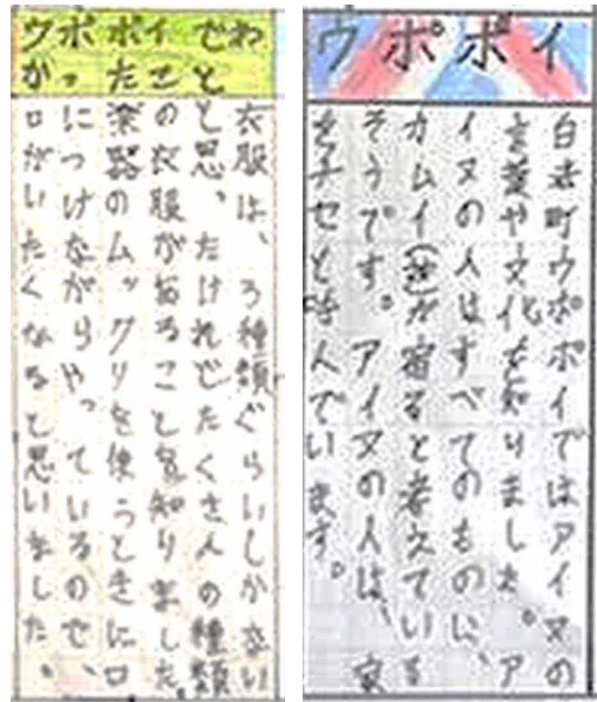 ウポポイ
白老町ウポポイではアイヌの
言葉や文化を知りました。ア
イヌの人はすべてのものに、
カムイ(神)が宿ると考えている
そうです。アイヌの人は、家
をチセと呼んでいます。
ウポポイでわ
かったこと
衣服は、3種類ぐらいしかない
と思ったけれどたくさんの種類
の衣服があることを知りました。
楽器のムックリを使うときに口
につけながらやっているので、
口がいたくなると思いました。